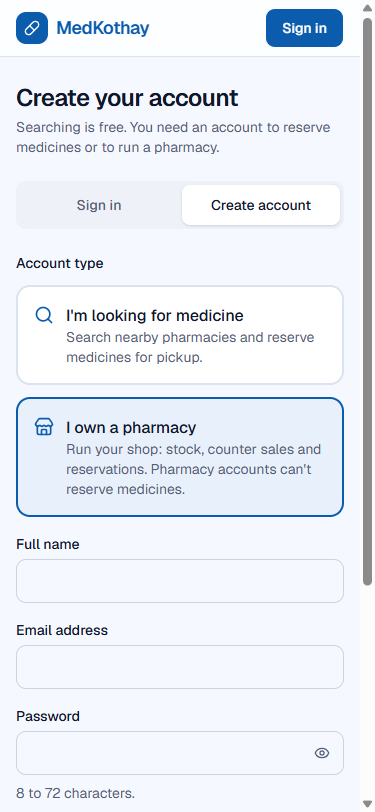 MedKothay
Sign in
Create your account
Searching is free. You need an account to reserve
medicines or to run a pharmacy.
Sign in
Create account
Account type
I'm looking for medicine
Search nearby pharmacies and reserve
medicines for pickup.
I own a pharmacy
Run your shop: stock, counter sales and
reservations. Pharmacy accounts can't
reserve medicines.
Full name
Email address
Password
8 to 72 characters.